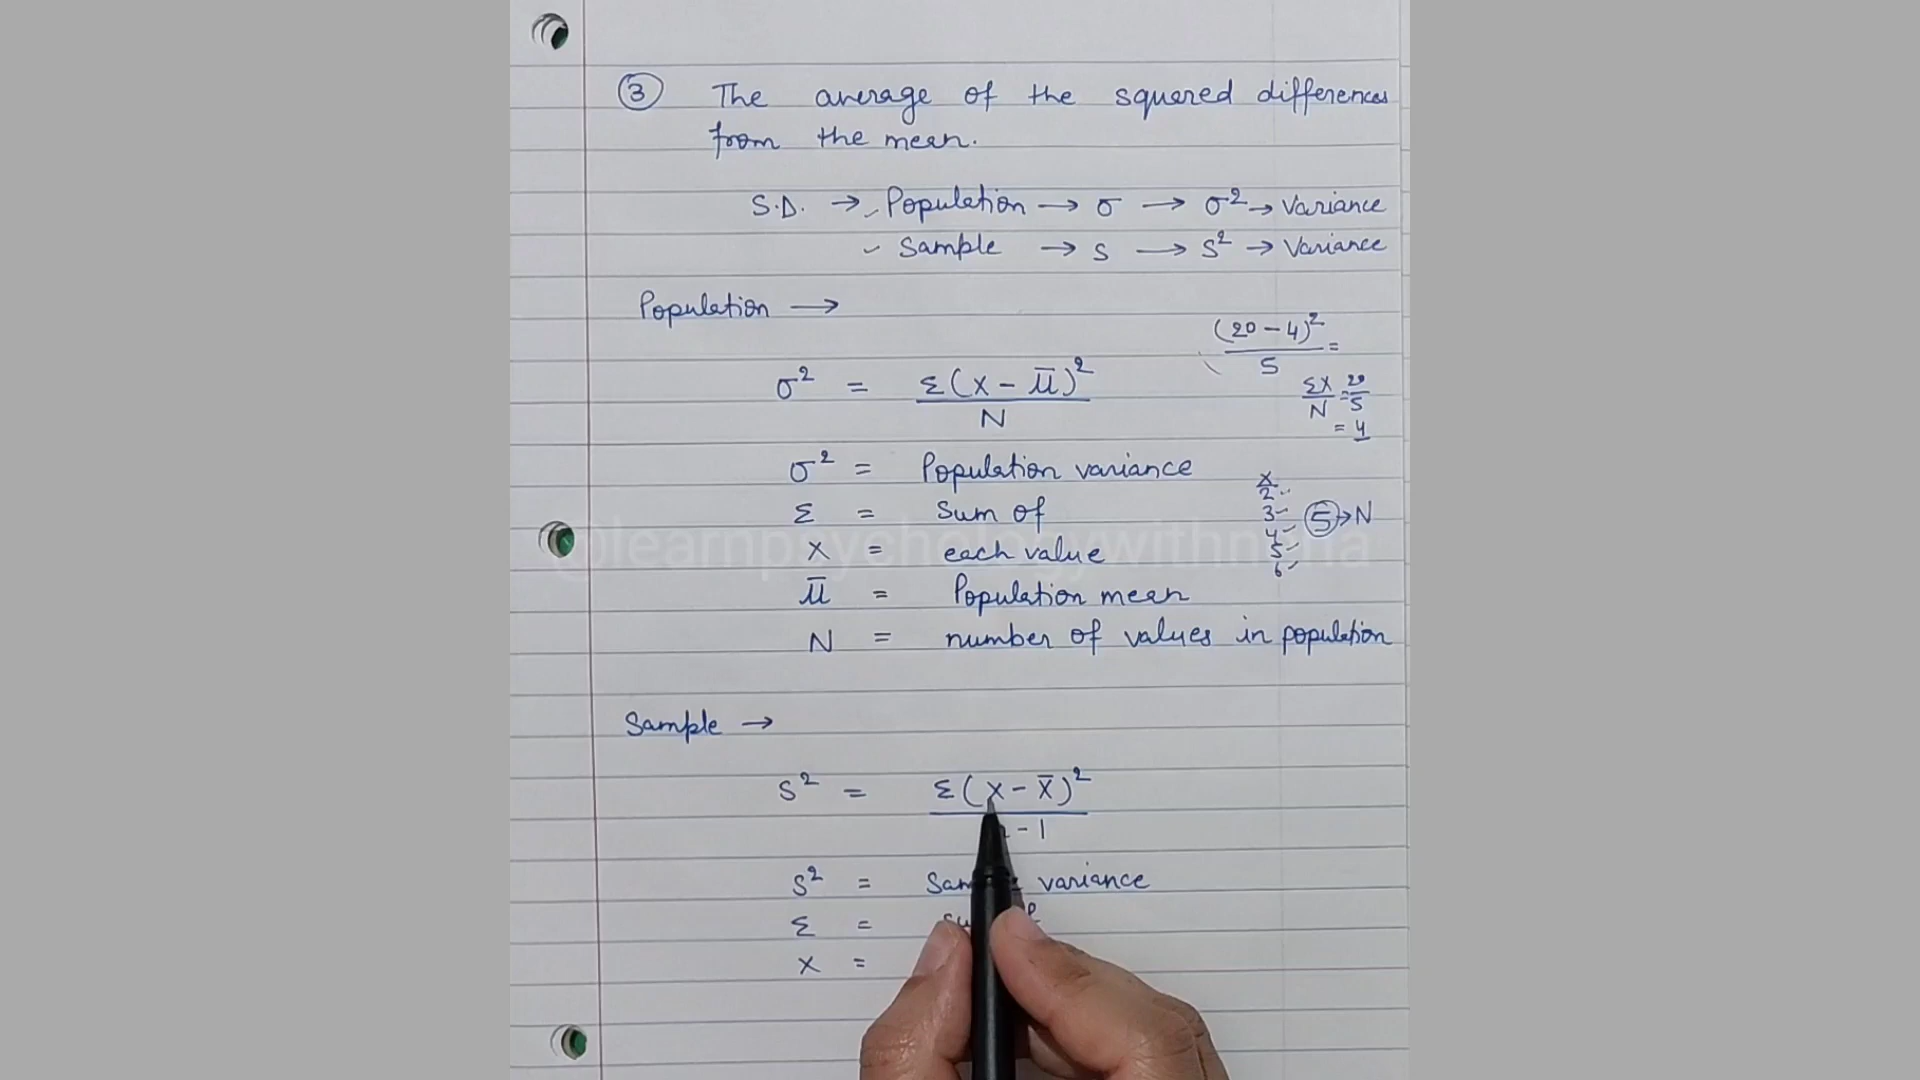 3 The average of the squared differences
from the mean.
S.D. → Population → σ → σ² → Variance
Sample → s → s² → Variance
Population →
(20 - 4)² =
5
σ² = Σ(x - μ̄)²
N
Σx = 20
N 5
= 4
σ² = Population variance
Σ = Sum of
x = each value
μ̄ = Population mean
N = number of values in population
x
2
3
4
5
6
5 → N
@learnpsychologywithn
Sample →
s² = Σ(x - x̄)²
- 1
s² = variance
Σ =
x =